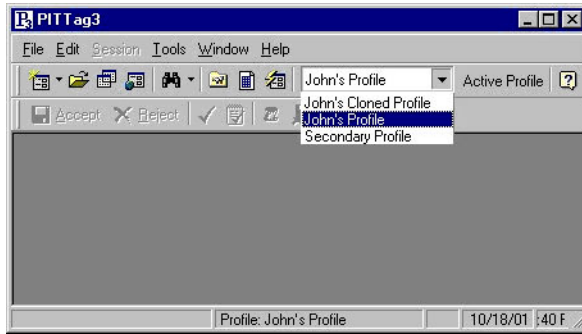 PITTag3
File Edit Session Tools Window Help
John's Profile Active Profile
Accept Reject
John's Cloned Profile
John's Profile
Secondary Profile
Profile: John's Profile 10/18/01 :40 F